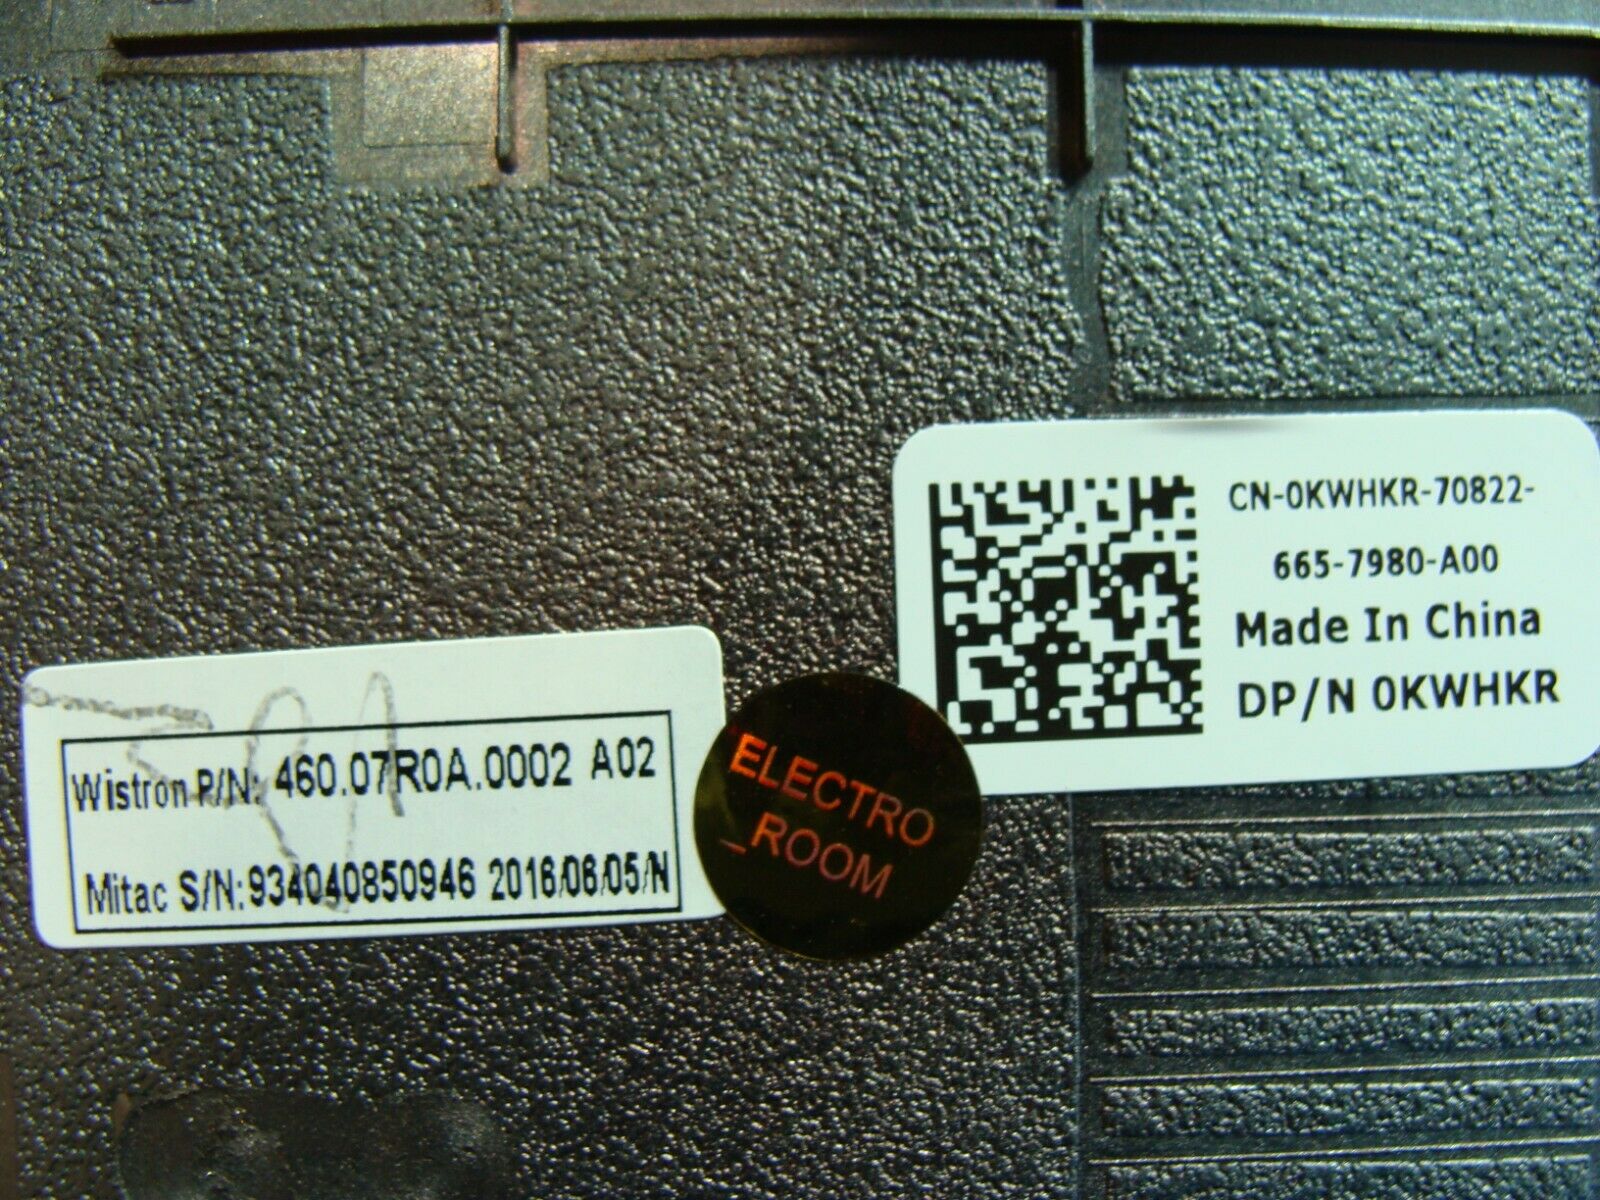 CN-0KWHKR-70822-
665-7980-A00
Made In China
DP/N 0KWHKR
Wistron P/N: 460.07R0A.0002 A02
Mitac S/N:934040850946 2016/06/05/N
ELECTRO
_ROOM